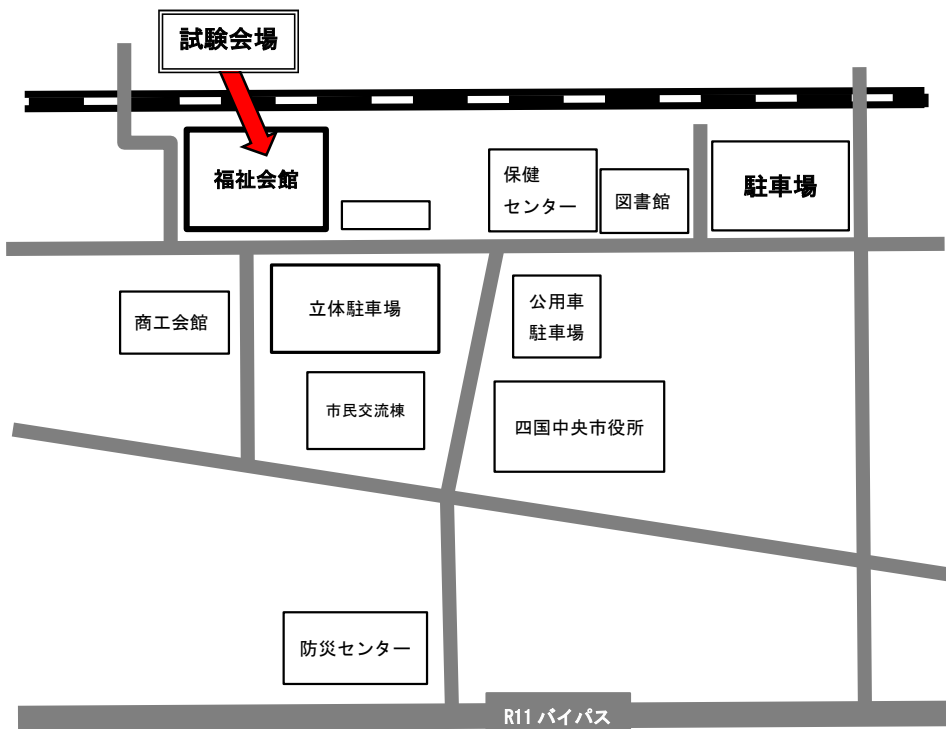 試験会場
福祉会館
保健
センター
図書館
駐車場
商工会館
立体駐車場
公用車
駐車場
市民交流棟
四国中央市役所
防災センター
R11 バイパス